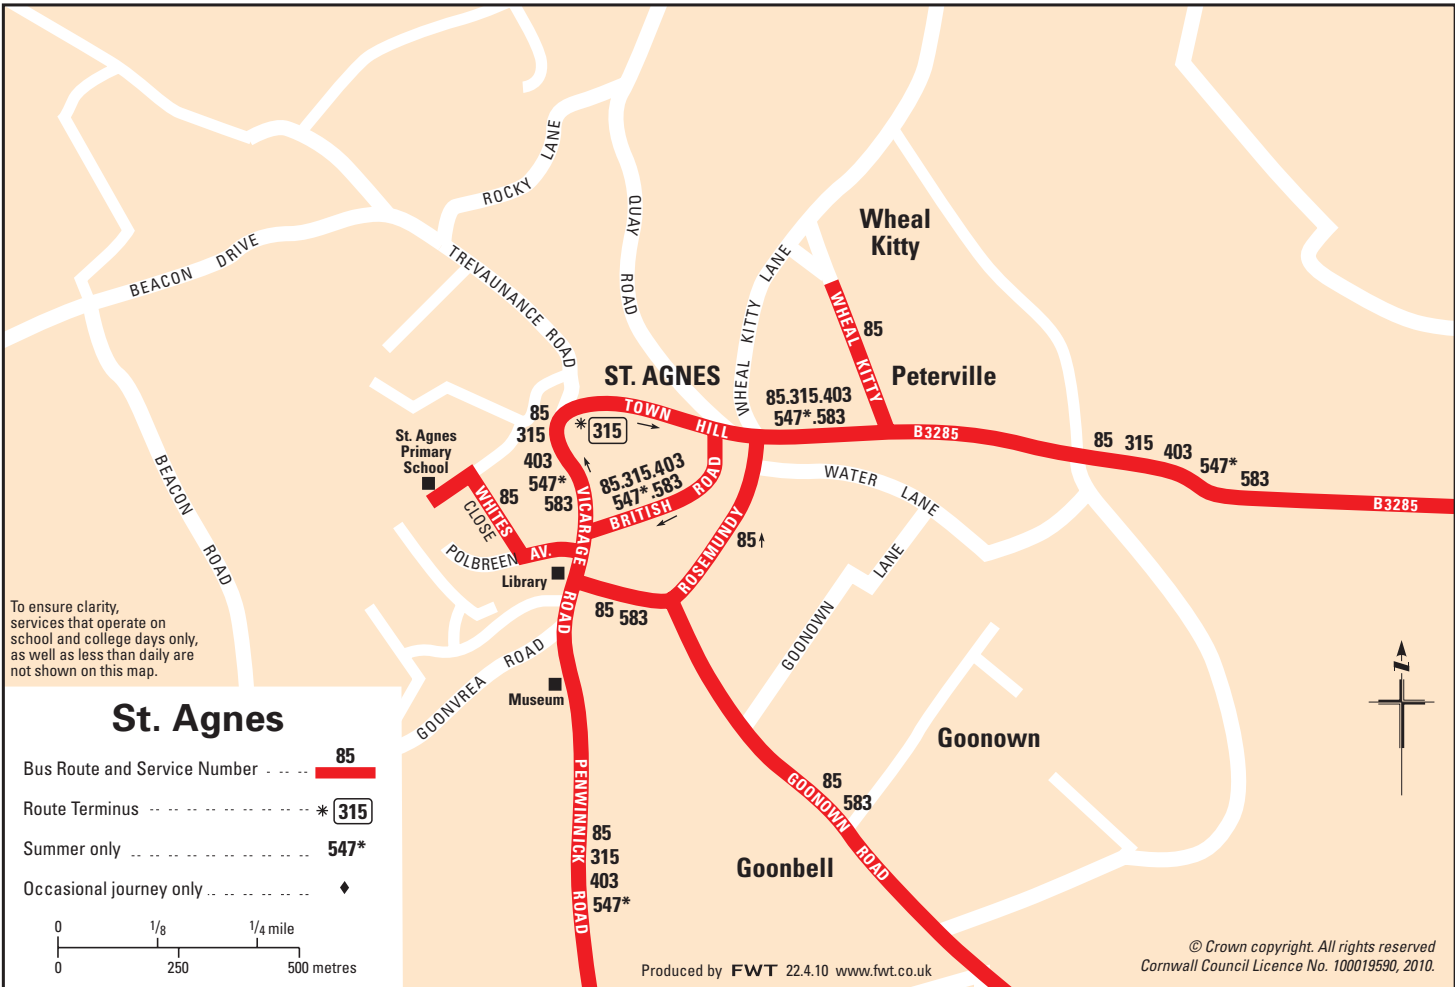 ROCKY LANE
QUAY ROAD
Wheal
Kitty
BEACON DRIVE
TREVAUNANCE ROAD
WHEAL KITTY LANE
WHEAL KITTY
85
ST. AGNES
Peterville
85.315.403
547*.583
TOWN HILL
85
315
403
547*
583
* 315
B3285
85 315 403 547* 583
B3285
St. Agnes
Primary
School
85
WHITES
CLOSE
85.315.403
547*.583
BRITISH ROAD
VICARAGE ROAD
WATER LANE
BEACON ROAD
POLBREEN AV.
Library
ROSEMUNDY
85
GOONOWN LANE
85 583
To ensure clarity,
services that operate on
school and college days only,
as well as less than daily are
not shown on this map.
GOONVREA ROAD
Museum
Goonown
PENWINNICK ROAD
85
315
403
547*
GOONOWN ROAD
85
583
Goonbell
St. Agnes
Bus Route and Service Number 85
Route Terminus * 315
Summer only 547*
Occasional journey only ♦
0 1/8 1/4 mile
0 250 500 metres
N
Produced by FWT 22.4.10 www.fwt.co.uk
© Crown copyright. All rights reserved
Cornwall Council Licence No. 100019590, 2010.